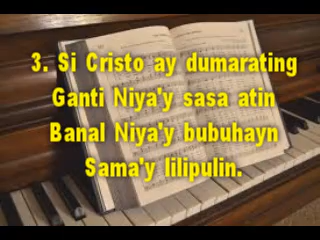 3. Si Cristo ay dumarating
Ganti Niya'y sasa atin
Banal Niya'y bubuhayn
Sama'y lilipulin.